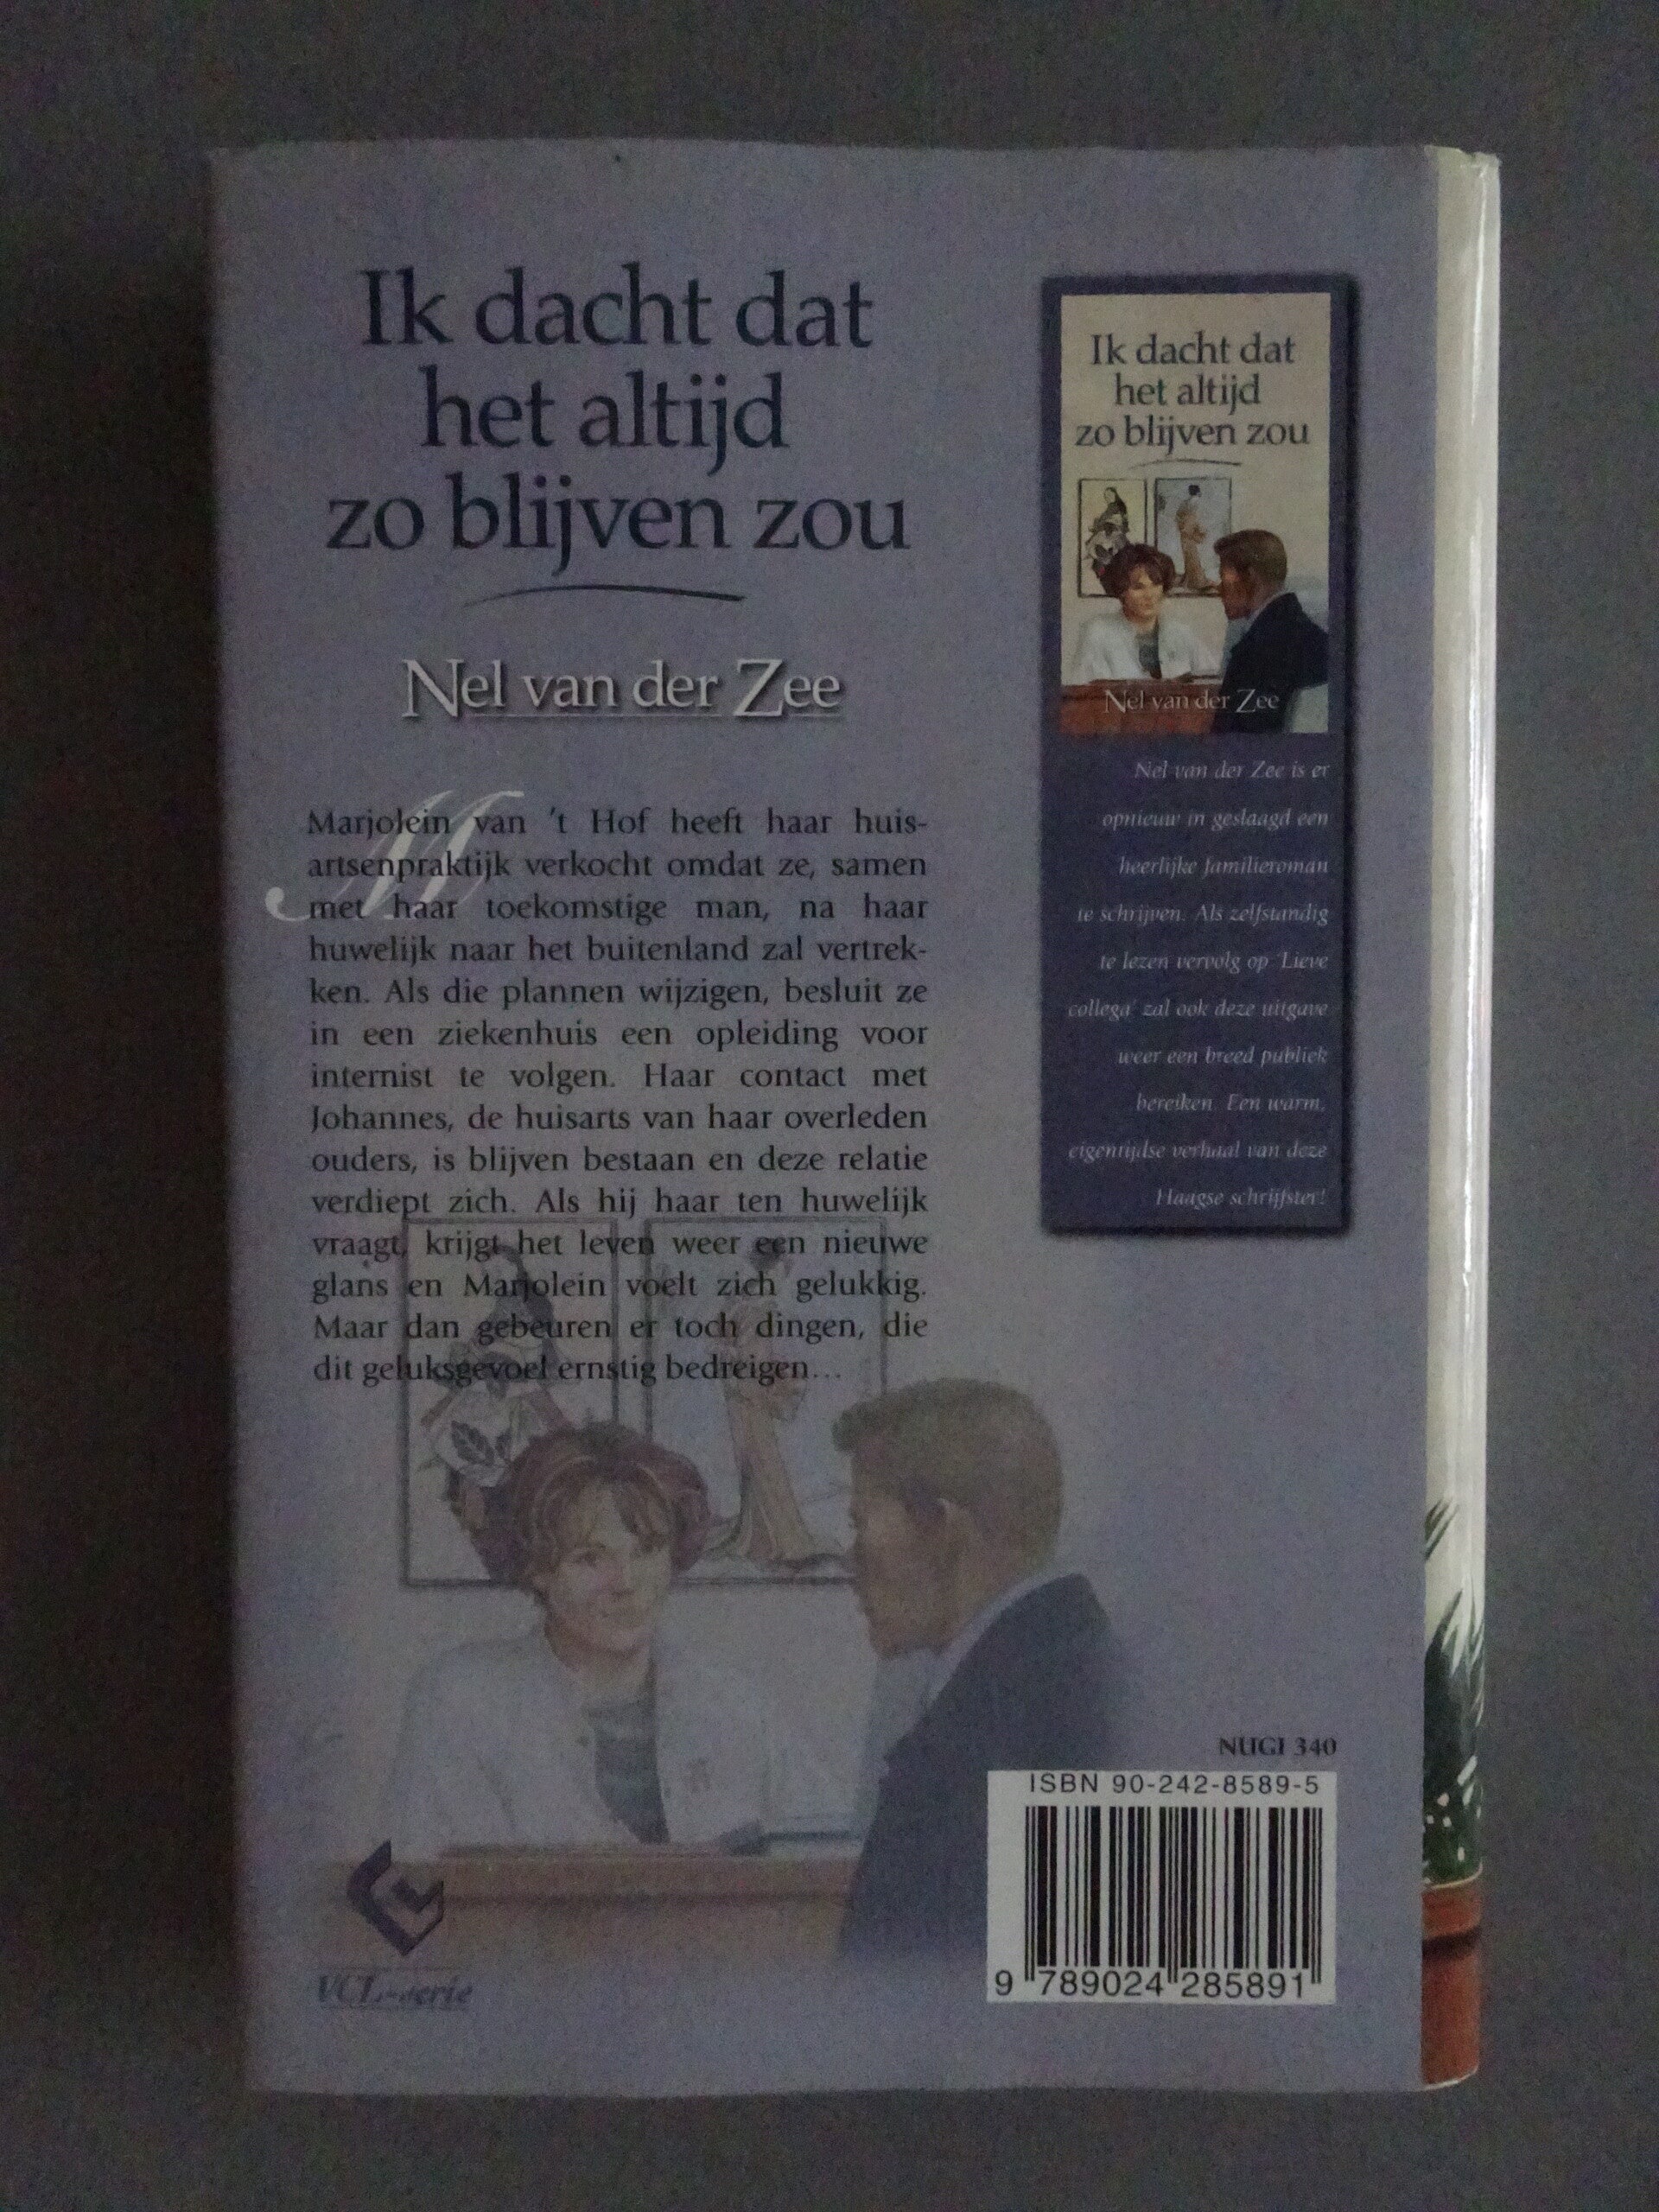 Ik dacht dat
het altijd
zo blijven zou
Nel van der Zee
Marjolein van 't Hof heeft haar huis-
artsenpraktijk verkocht omdat ze, samen
met haar toekomstige man, na haar
huwelijk naar het buitenland zal vertrek-
ken. Als die plannen wijzigen, besluit ze
in een ziekenhuis een opleiding voor
internist te volgen. Haar contact met
Johannes, de huisarts van haar overleden
ouders, is blijven bestaan en deze relatie
verdiept zich. Als hij haar ten huwelijk
vraagt, krijgt het leven weer een nieuwe
glans en Marjolein voelt zich gelukkig.
Maar dan gebeuren er toch dingen, die
dit geluksgevoel ernstig bedreigen...
VCL-serie
Ik dacht dat
het altijd
zo blijven zou
Nel van der Zee
Nel van der Zee is er
opnieuw in geslaagd een
heerlijke familieroman
te schrijven. Als zelfstandig
te lezen vervolg op 'Lieve
collega' zal ook deze uitgave
weer een breed publiek
bereiken. Een warm,
eigentijdse verhaal van deze
Haagse schrijfster!
NUGI 340
ISBN 90-242-8589-5
9 789024 285891